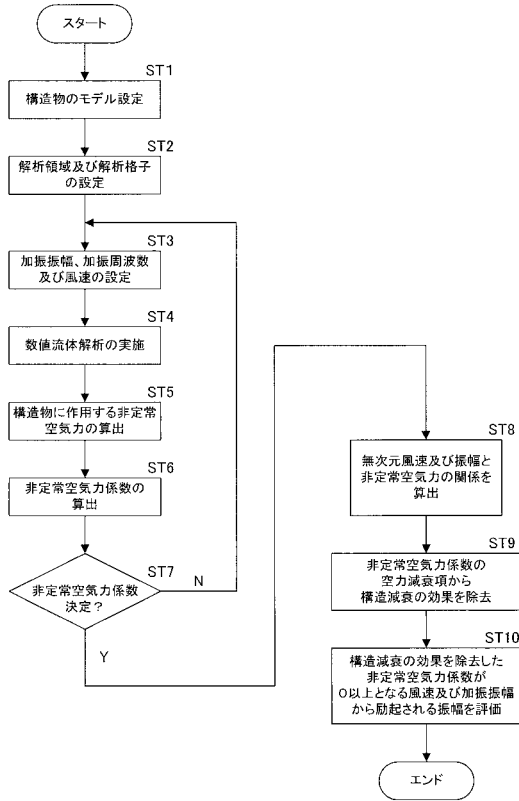 スタート
ST1
構造物のモデル設定
ST2
解析領域及び解析格子
の設定
ST3
加振振幅、加振周波数
及び風速の設定
ST4
数値流体解析の実施
ST5
構造物に作用する非定常
空気力の算出
ST6
非定常空気力係数の
算出
ST7
非定常空気力係数
決定?
N
Y
ST8
無次元風速及び振幅と
非定常空気力の関係を
算出
ST9
非定常空気力係数の
空力減衰項から
構造減衰の効果を除去
ST10
構造減衰の効果を除去した
非定常空気力係数が
0以上となる風速及び加振振幅
から励起される振幅を評価
エンド